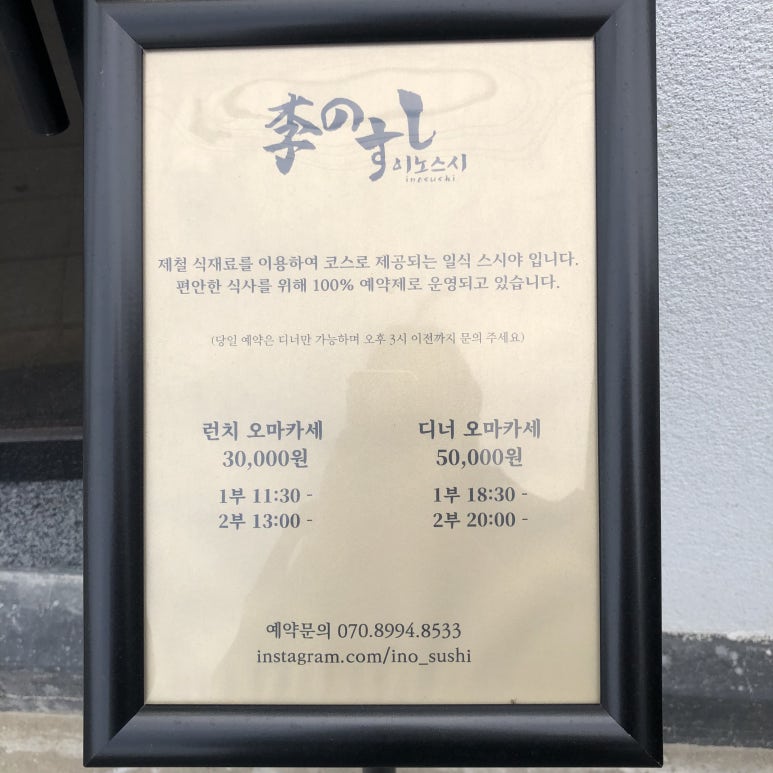 李のすし
이노스시
inosushi
제철 식재료를 이용하여 코스로 제공되는 일식 스시야 입니다.
편안한 식사를 위해 100% 예약제로 운영되고 있습니다.
(당일 예약은 디너만 가능하며 오후 3시 이전까지 문의 주세요)
런치 오마카세
30,000원
1부 11:30 -
2부 13:00 -
디너 오마카세
50,000원
1부 18:30 -
2부 20:00 -
예약문의 070.8994.8533
instagram.com/ino_sushi